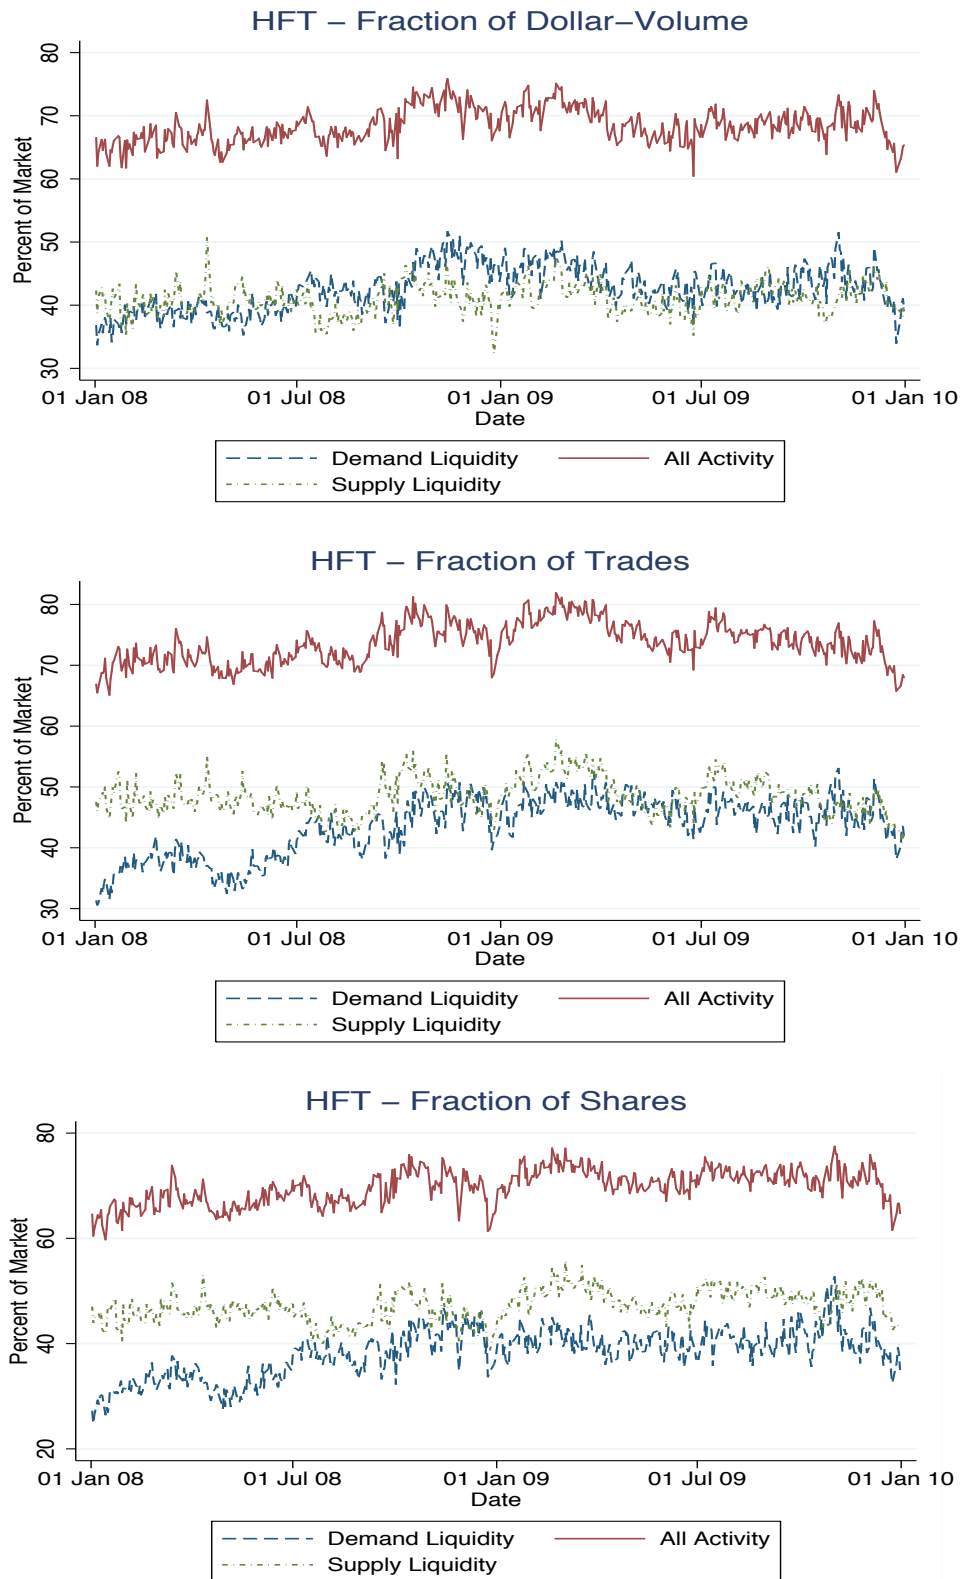 HFT – Fraction of Dollar–Volume
Percent of Market
80
70
60
50
40
30
01 Jan 08 01 Jul 08 01 Jan 09 01 Jul 09 01 Jan 10
Date
Demand Liquidity All Activity
Supply Liquidity
HFT – Fraction of Trades
Percent of Market
80
70
60
50
40
30
01 Jan 08 01 Jul 08 01 Jan 09 01 Jul 09 01 Jan 10
Date
Demand Liquidity All Activity
Supply Liquidity
HFT – Fraction of Shares
Percent of Market
80
60
40
20
01 Jan 08 01 Jul 08 01 Jan 09 01 Jul 09 01 Jan 10
Date
Demand Liquidity All Activity
Supply Liquidity